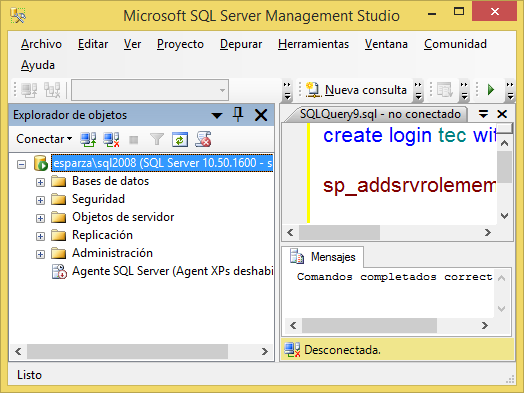 Microsoft SQL Server Management Studio
Archivo Editar Ver Proyecto Depurar Herramientas Ventana Comunidad
Ayuda
Nueva consulta
Explorador de objetos
SQLQuery9.sql - no conectado
Conectar
create login tec wit
esparza\sql2008 (SQL Server 10.50.1600 - s
Bases de datos
sp_addsrvrolemem
Seguridad
Objetos de servidor
Replicación
Administración
Agente SQL Server (Agent XPs deshabi
Mensajes
Comandos completados correct
Desconectada.
Listo